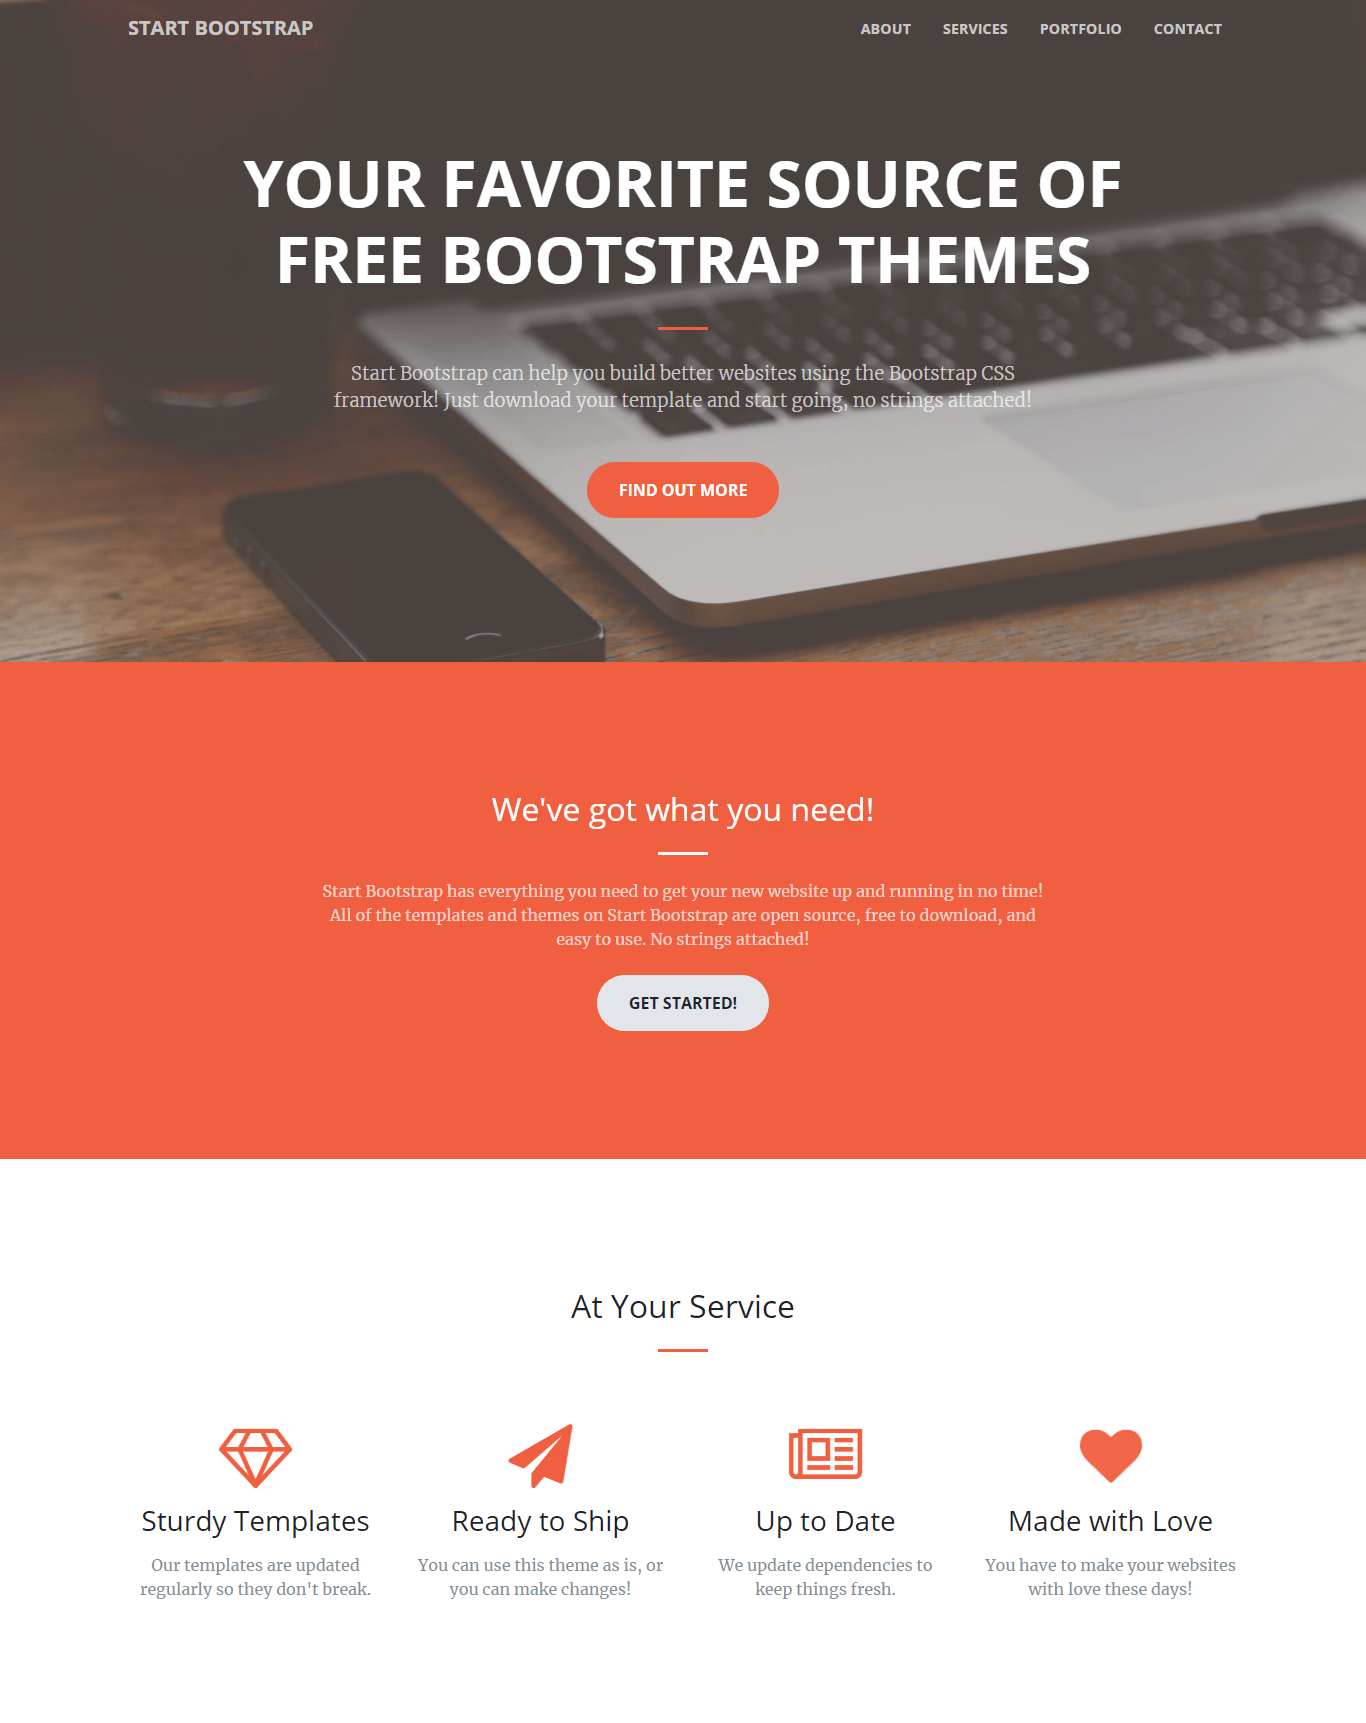 START BOOTSTRAP
ABOUT SERVICES PORTFOLIO CONTACT
YOUR FAVORITE SOURCE OF
FREE BOOTSTRAP THEMES
Start Bootstrap can help you build better websites using the Bootstrap CSS
framework! Just download your template and start going, no strings attached!
FIND OUT MORE
We've got what you need!
Start Bootstrap has everything you need to get your new website up and running in no time!
All of the templates and themes on Start Bootstrap are open source, free to download, and
easy to use. No strings attached!
GET STARTED!
At Your Service
Sturdy Templates
Our templates are updated
regularly so they don't break.
Ready to Ship
You can use this theme as is, or
you can make changes!
Up to Date
We update dependencies to
keep things fresh.
Made with Love
You have to make your websites
with love these days!